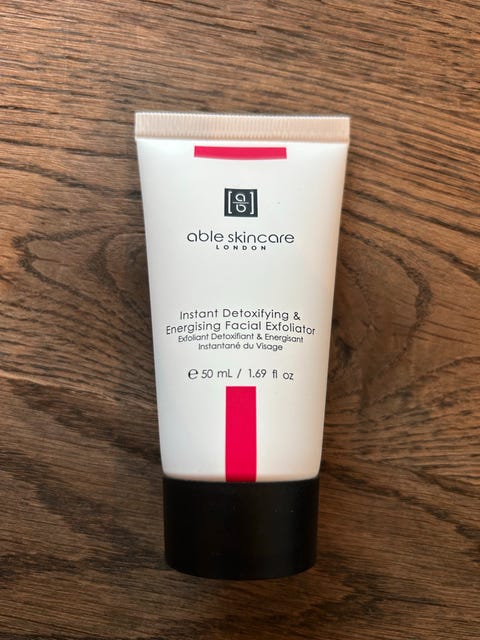 [a/b]
able skincare
LONDON
Instant Detoxifying &
Energising Facial Exfoliator
Exfoliant Detoxifiant & Energisant
Instantané du Visage
℮ 50 mL / 1.69 fl oz